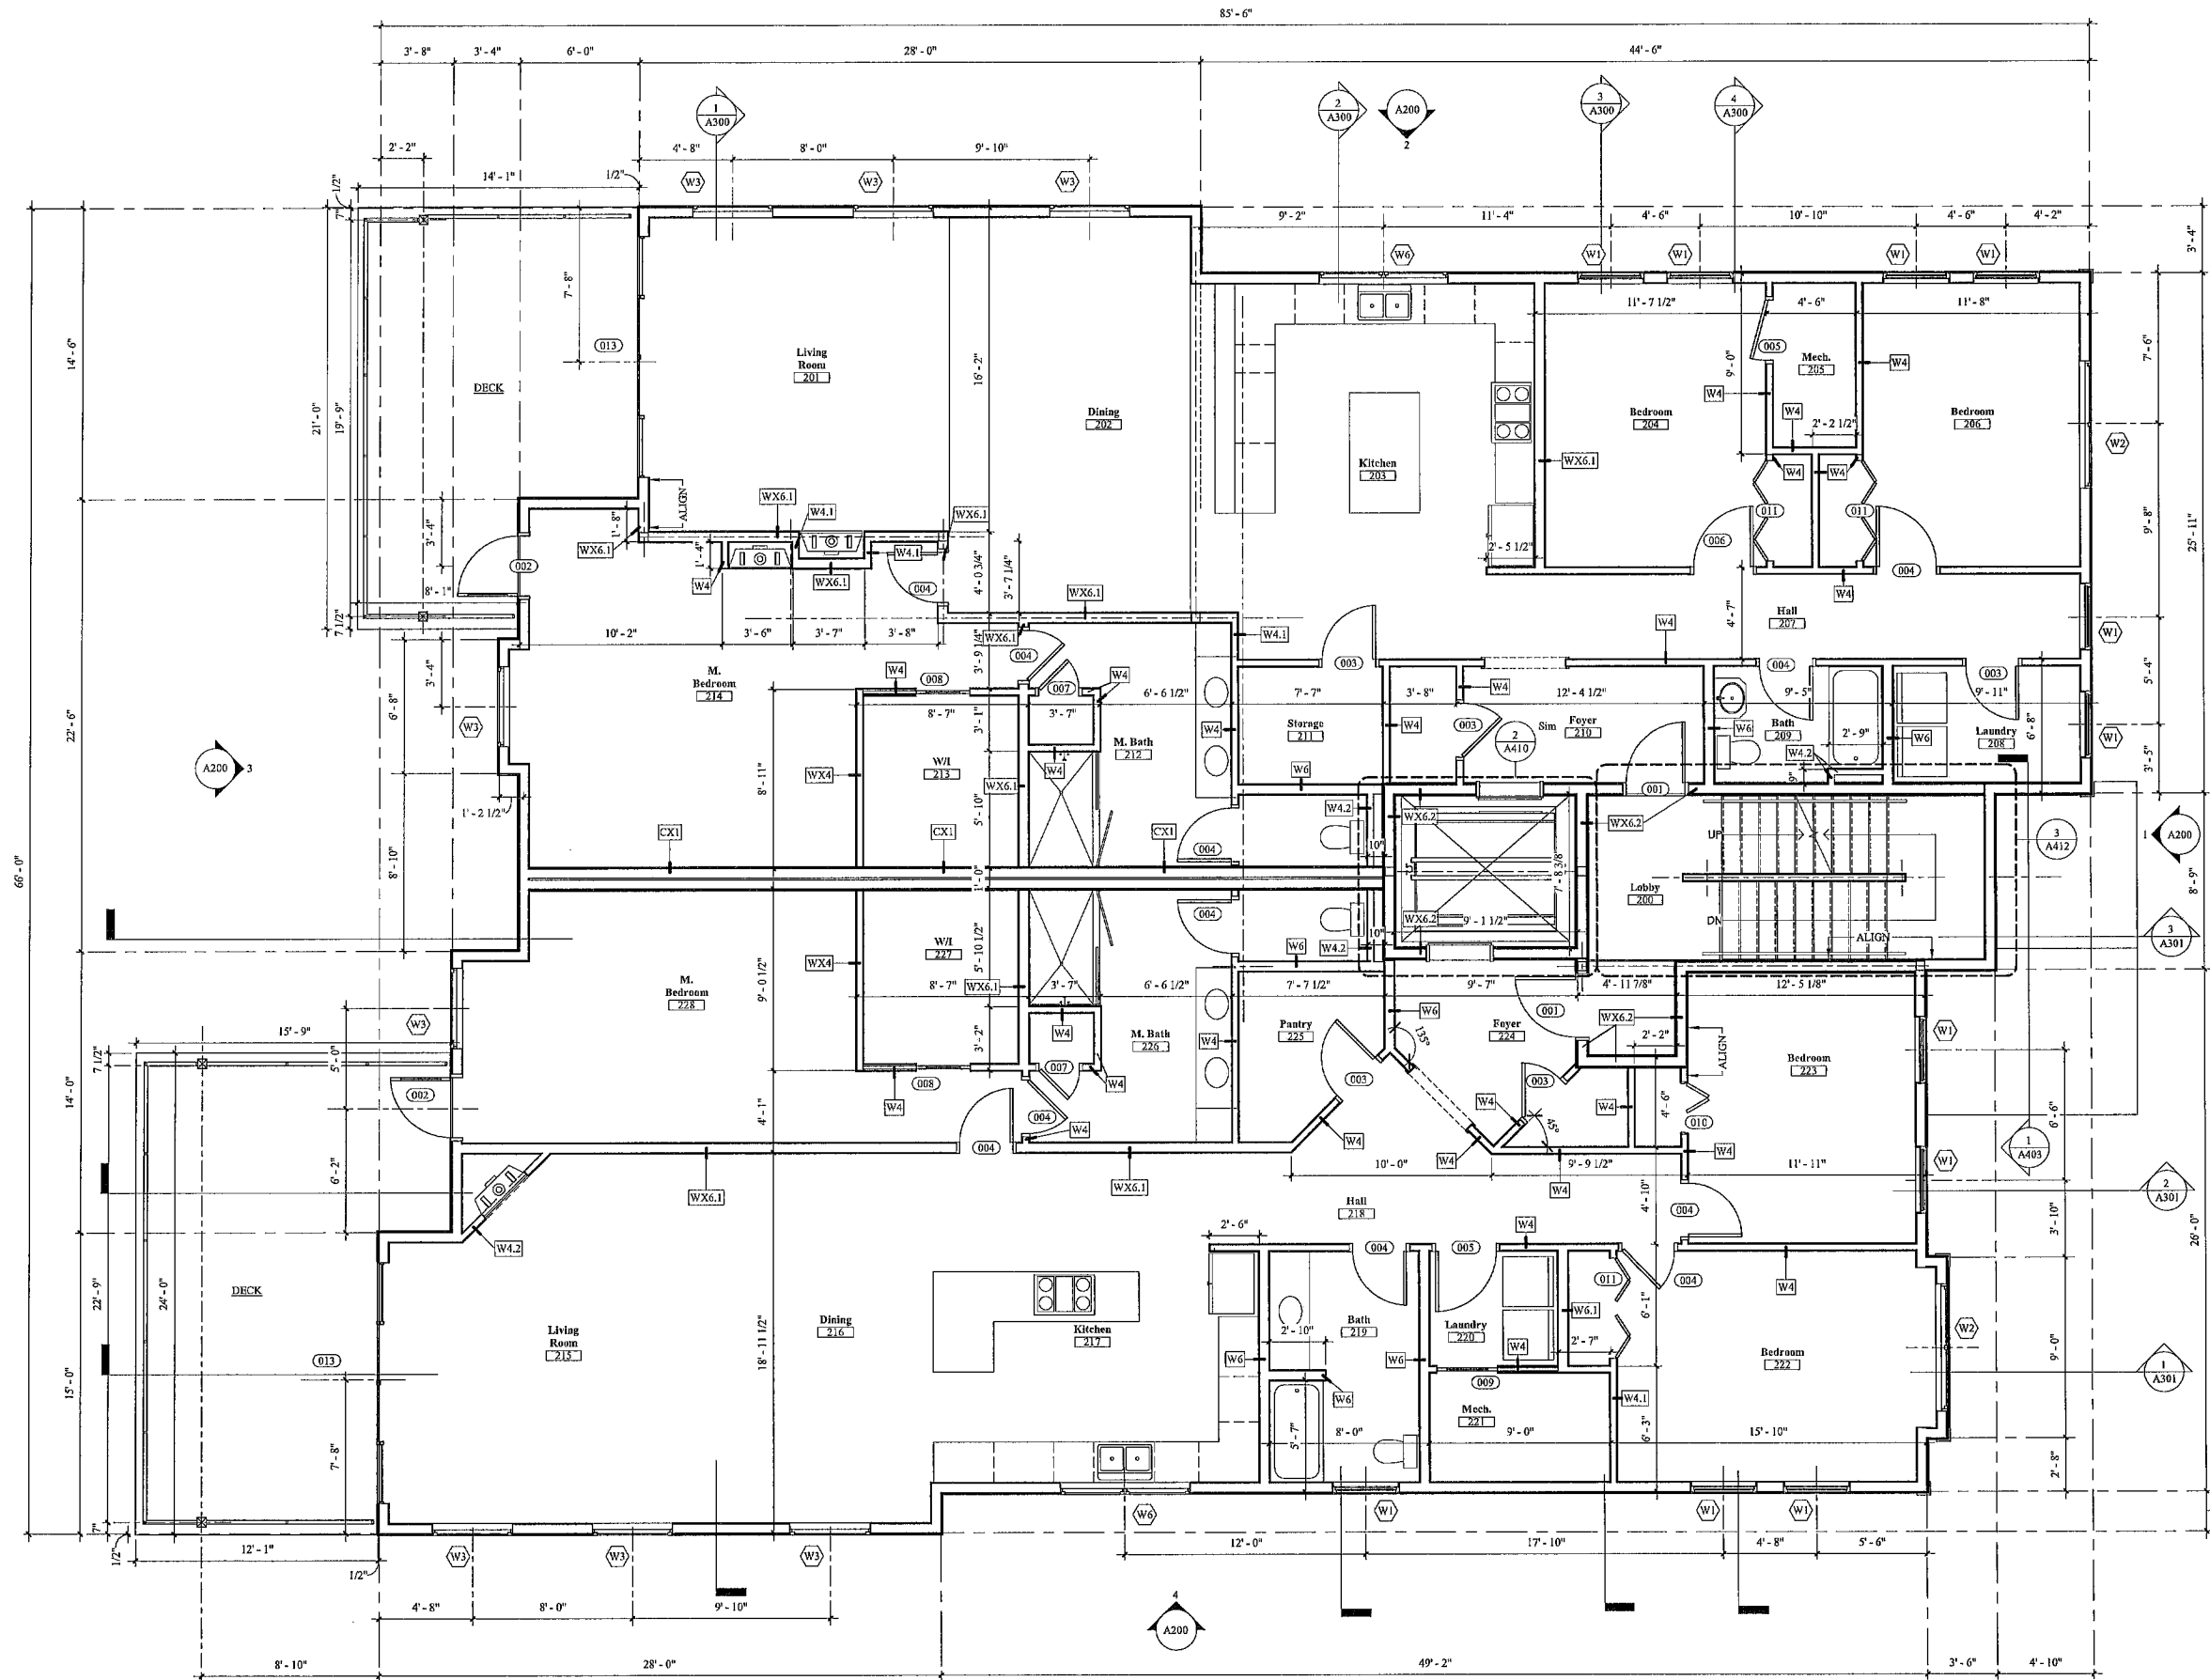 85' - 6"
3' - 8" 3' - 4" 6' - 0" 28' - 0" 44' - 6"
1 A300
2 A300
A200 2
3 A300
4 A300
2' - 2" 4' - 8" 8' - 0" 9' - 10"
14' - 1" 1/2" W3 W3 W3
7" 1/2"
9' - 2" 11' - 4" 4' - 6" 10' - 10" 4' - 6" 4' - 2" 3' - 4"
W6 W1 W1 W1 W1
7' - 8" 11' - 7 1/2" 4' - 6" 11' - 8"
14' - 6" 21' - 0" 19' - 9" 013
Living
Room
201
16' - 2"
9' - 0" 005
Mech.
205
W4 7' - 6"
DECK
Dining
202
Kitchen
203
Bedroom
204
W4 W4 2' - 2 1/2"
Bedroom
206
W2
WX6.1 W4 W4
ALIGN WX6.1 W4.1 WX6.1
3' - 4" 1' - 8" WX6.1 1' - 4" W4 WX6.1 W4.1 004
4' - 0 3/4" 3' - 7 1/4"
011 011 9' - 8" 25' - 11"
2' - 5 1/2" 006 004
002
8' - 1"
7 1/2" WX6.1 W4
10' - 2" 3' - 6" 3' - 7" 3' - 8"
WX6.1 3' - 9 1/4" 004 W4.1 003 4' - 7" W4
Hall
207
W1
3' - 4" 6' - 8"
M.
Bedroom
214
W4 008 007 W4
004 003
8' - 7" 3' - 7" 6' - 6 1/2" 7' - 7" 3' - 8" W4 12' - 4 1/2" 9' - 5" 9' - 11" 5' - 4"
W3 22' - 6" 3' - 1"
M. Bath
212
W4
Storage
211
W4 003 2 A410 Sim
Foyer
210
W6
Bath
209
2' - 9" W6
Laundry
208
6' - 8" W1
A200 3
W/I
213
WX4 8' - 11" W4 WX6.1 5' - 10" W6 W4.2 9" 3' - 5"
1' - 2 1/2" W4.2 WX6.2 001 WX6.2
66' - 0" CX1 CX1 CX1 004 10" 7' - 8 3/8" UP 3 A412 1 A200
8' - 10" 1' - 0"
Lobby
200
8' - 9"
004 WX6.2 9' - 1 1/2" DN
W/I
227
5' - 10 1/2" W6 W4.2 10" ALIGN 3 A301
WX4
M.
Bedroom
228
9' - 0 1/2" 8' - 7" WX6.1 3' - 7" 6' - 6 1/2" 7' - 7 1/2" 9' - 7" 4' - 11 7/8" 12' - 5 1/8"
W3 15' - 9" W4
M. Bath
226
W4
Pantry
225
W6 001
Foyer
224
WX6.2 135° 2' - 2" W1
7 1/2" 5' - 0" 3' - 2" ALIGN
Bedroom
223
14' - 0" 002 W4 008 007 W4 003 003
4' - 1" 004 W4 W4 W4 45° W4 4' - 6" 010 6' - 6"
004 W4 W4 1 A403
6' - 2" WX6.1 WX6.1 10' - 0" 9' - 9 1/2" W4 11' - 11" W1
2 A301
Hall
218
4' - 10" 004 3' - 10"
W4.2 2' - 6" 004 005 W4 26' - 0"
DECK
22' - 9" 24' - 0" 011 004 W4
Living
Room
215
Dining
216
Kitchen
217
18' - 11 1/2"
Bath
219
2' - 10"
Laundry
220
W6.1 6' - 1" 2' - 7" W2
013 W6 W6 W4
Bedroom
222
9' - 0" 1 A301
15' - 0" W6 009
Mech.
221
W4.1
7' - 8" 5' - 7" 8' - 0" 9' - 0" 6' - 3" 15' - 10" 2' - 8"
7" 1/2" 12' - 1" 1/2" W3 W3 W3 W6 W1 W1 W1
12' - 0" 17' - 10" 4' - 8" 5' - 6"
4' - 8" 8' - 0" 9' - 10" 4 A200
8' - 10" 28' - 0" 49' - 2" 3' - 6" 4' - 10"